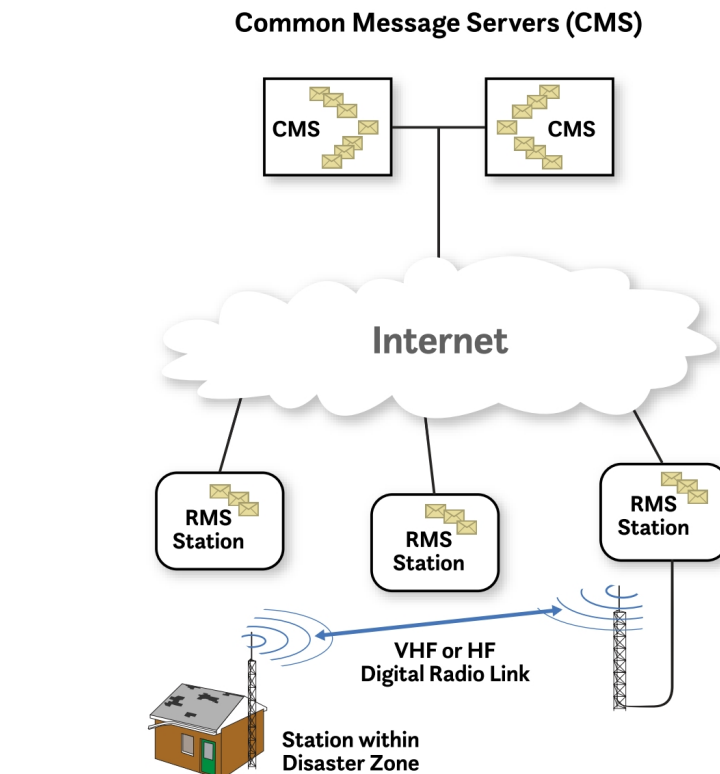 Common Message Servers (CMS)
CMS
CMS
Internet
RMS
Station
RMS
Station
RMS
Station
VHF or HF
Digital Radio Link
Station within
Disaster Zone